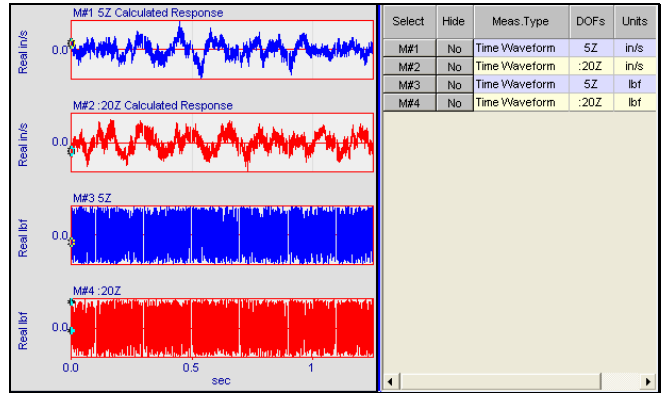 M#1 5Z Calculated Response
Real in/s
0.0
M#2 :20Z Calculated Response
Real in/s
0.0
M#3 5Z
Real lbf
0.0
M#4 :20Z
Real lbf
0.0
0.0 0.5 1
sec
Select Hide Meas.Type DOFs Units
M#1 No Time Waveform 5Z in/s
M#2 No Time Waveform :20Z in/s
M#3 No Time Waveform 5Z lbf
M#4 No Time Waveform :20Z lbf